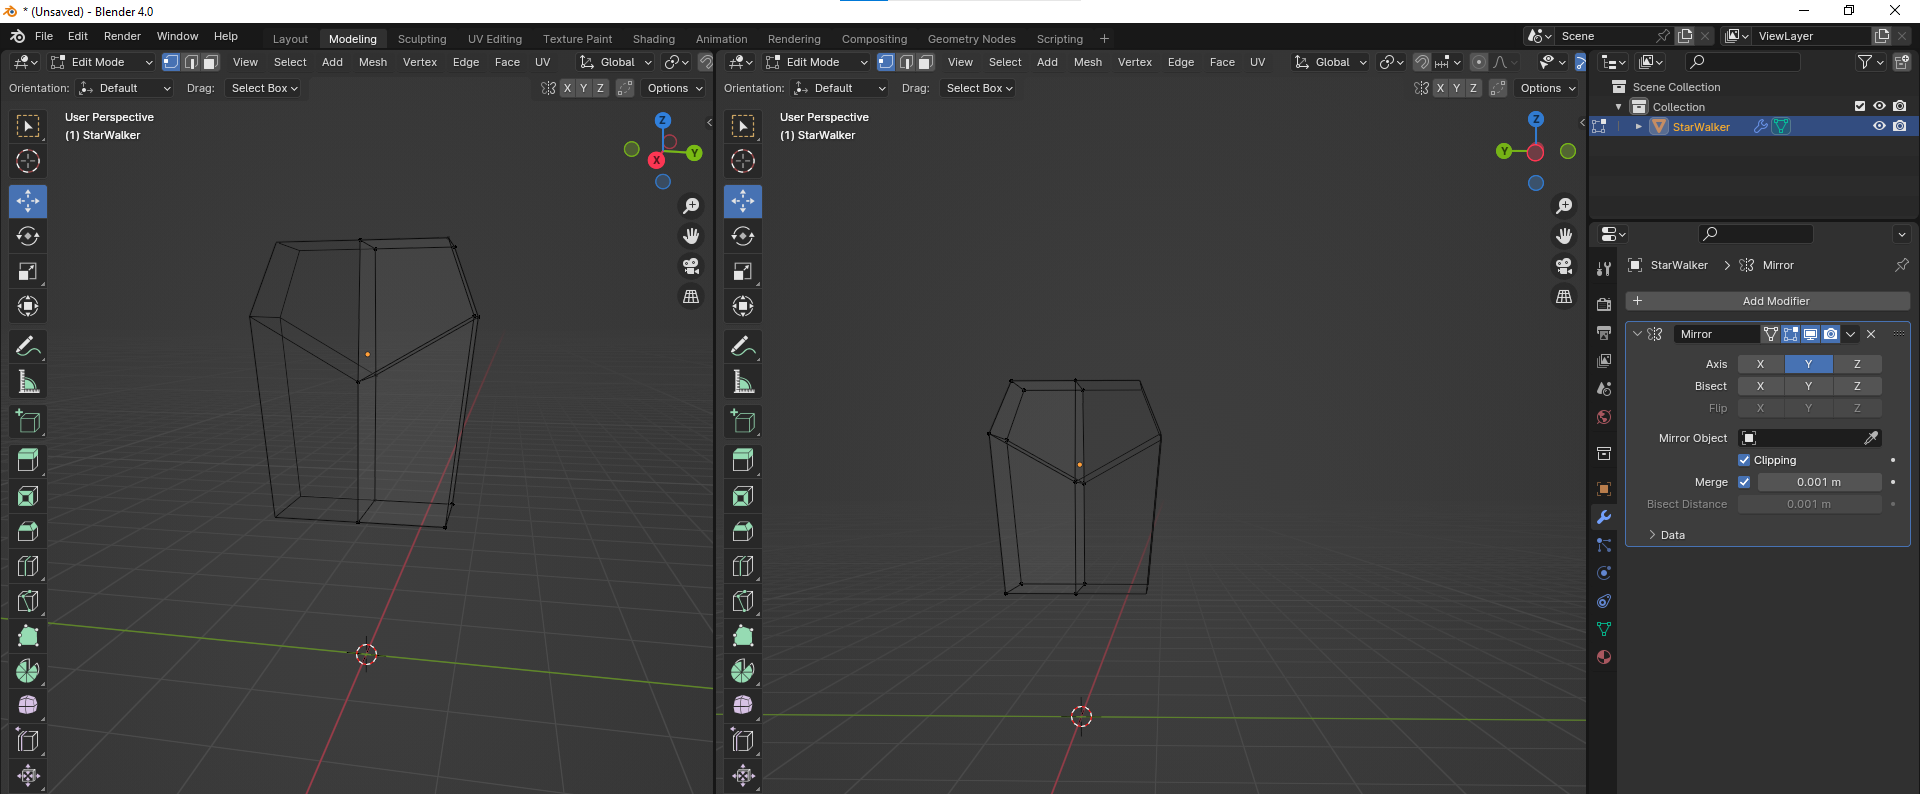 * (Unsaved) - Blender 4.0
File Edit Render Window Help Layout Modeling Sculpting UV Editing Texture Paint Shading Animation Rendering Compositing Geometry Nodes Scripting + Scene ViewLayer
Edit Mode View Select Add Mesh Vertex Edge Face UV Global
Orientation: Default Drag: Select Box X Y Z Options
User Perspective
(1) StarWalker
Z
Y
X
Edit Mode View Select Add Mesh Vertex Edge Face UV Global
Orientation: Default Drag: Select Box X Y Z Options
User Perspective
(1) StarWalker
Z
Y
Scene Collection
Collection
StarWalker
StarWalker > Mirror
+ Add Modifier
Mirror
Axis X Y Z
Bisect X Y Z
Flip X Y Z
Mirror Object
Clipping
Merge 0.001 m
Bisect Distance 0.001 m
Data